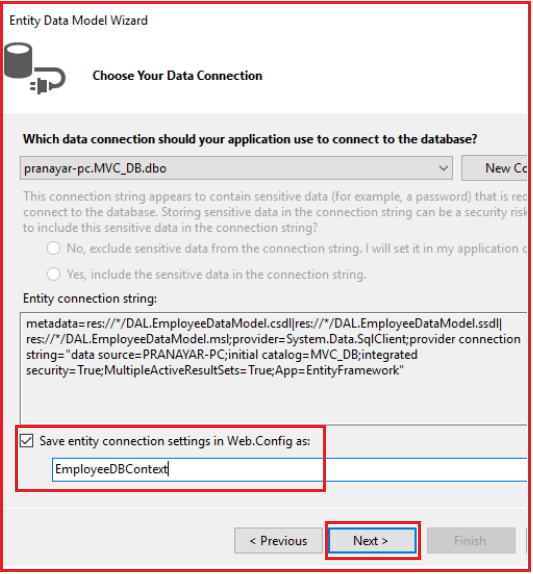 Entity Data Model Wizard
Choose Your Data Connection
Which data connection should your application use to connect to the database?
pranayar-pc.MVC_DB.dbo
New Co
This connection string appears to contain sensitive data (for example, a password) that is req
connect to the database. Storing sensitive data in the connection string can be a security risk
to include this sensitive data in the connection string?
No, exclude sensitive data from the connection string. I will set it in my application c
Yes, include the sensitive data in the connection string.
Entity connection string:
metadata=res://*/DAL.EmployeeDataModel.csdl|res://*/DAL.EmployeeDataModel.ssdl|
res://*/DAL.EmployeeDataModel.msl;provider=System.Data.SqlClient;provider connection
string="data source=PRANAYAR-PC;initial catalog=MVC_DB;integrated
security=True;MultipleActiveResultSets=True;App=EntityFramework"
Save entity connection settings in Web.Config as:
EmployeeDBContext
< Previous
Next >
Finish